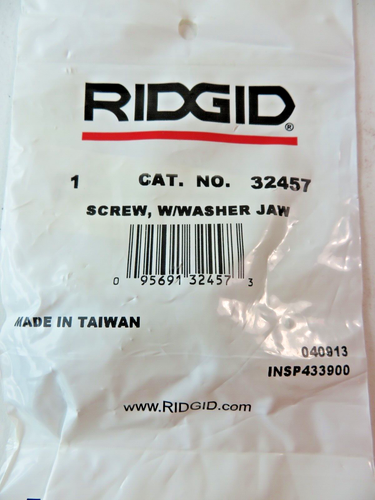 RIDGID®
1 CAT. NO. 32457
SCREW, W/WASHER JAW
0 95691 32457 3
MADE IN TAIWAN
040913
INSP433900
www.RIDGID.com